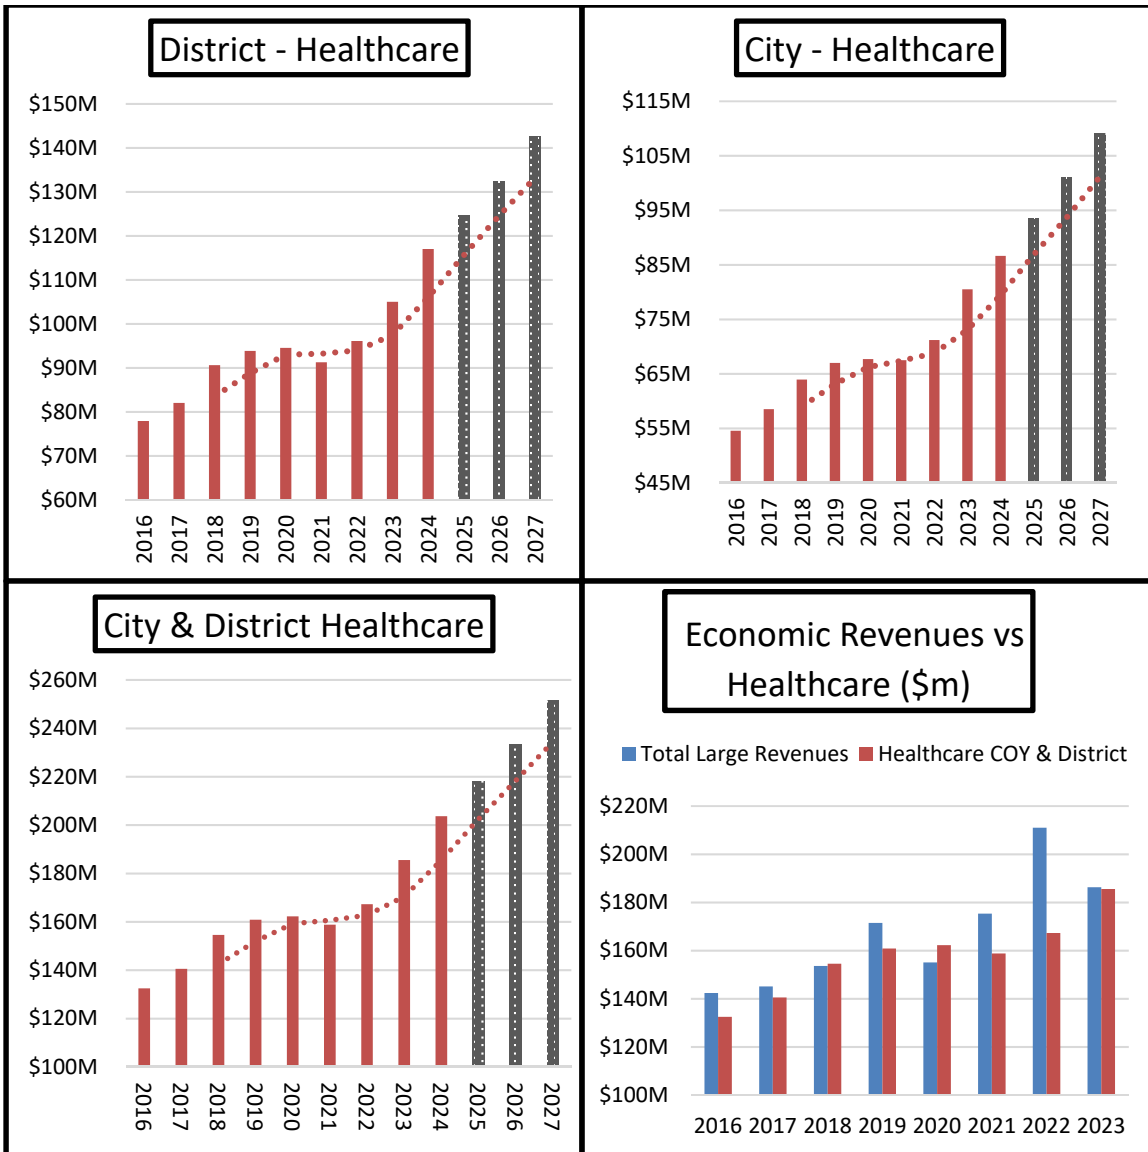 District - Healthcare
$150M
$140M
$130M
$120M
$110M
$100M
$90M
$80M
$70M
$60M
2016 2017 2018 2019 2020 2021 2022 2023 2024 2025 2026 2027
City - Healthcare
$115M
$105M
$95M
$85M
$75M
$65M
$55M
$45M
2016 2017 2018 2019 2020 2021 2022 2023 2024 2025 2026 2027
City & District Healthcare
$260M
$240M
$220M
$200M
$180M
$160M
$140M
$120M
$100M
2016 2017 2018 2019 2020 2021 2022 2023 2024 2025 2026 2027
Economic Revenues vs
Healthcare ($m)
Total Large Revenues Healthcare COY & District
$220M
$200M
$180M
$160M
$140M
$120M
$100M
2016 2017 2018 2019 2020 2021 2022 2023